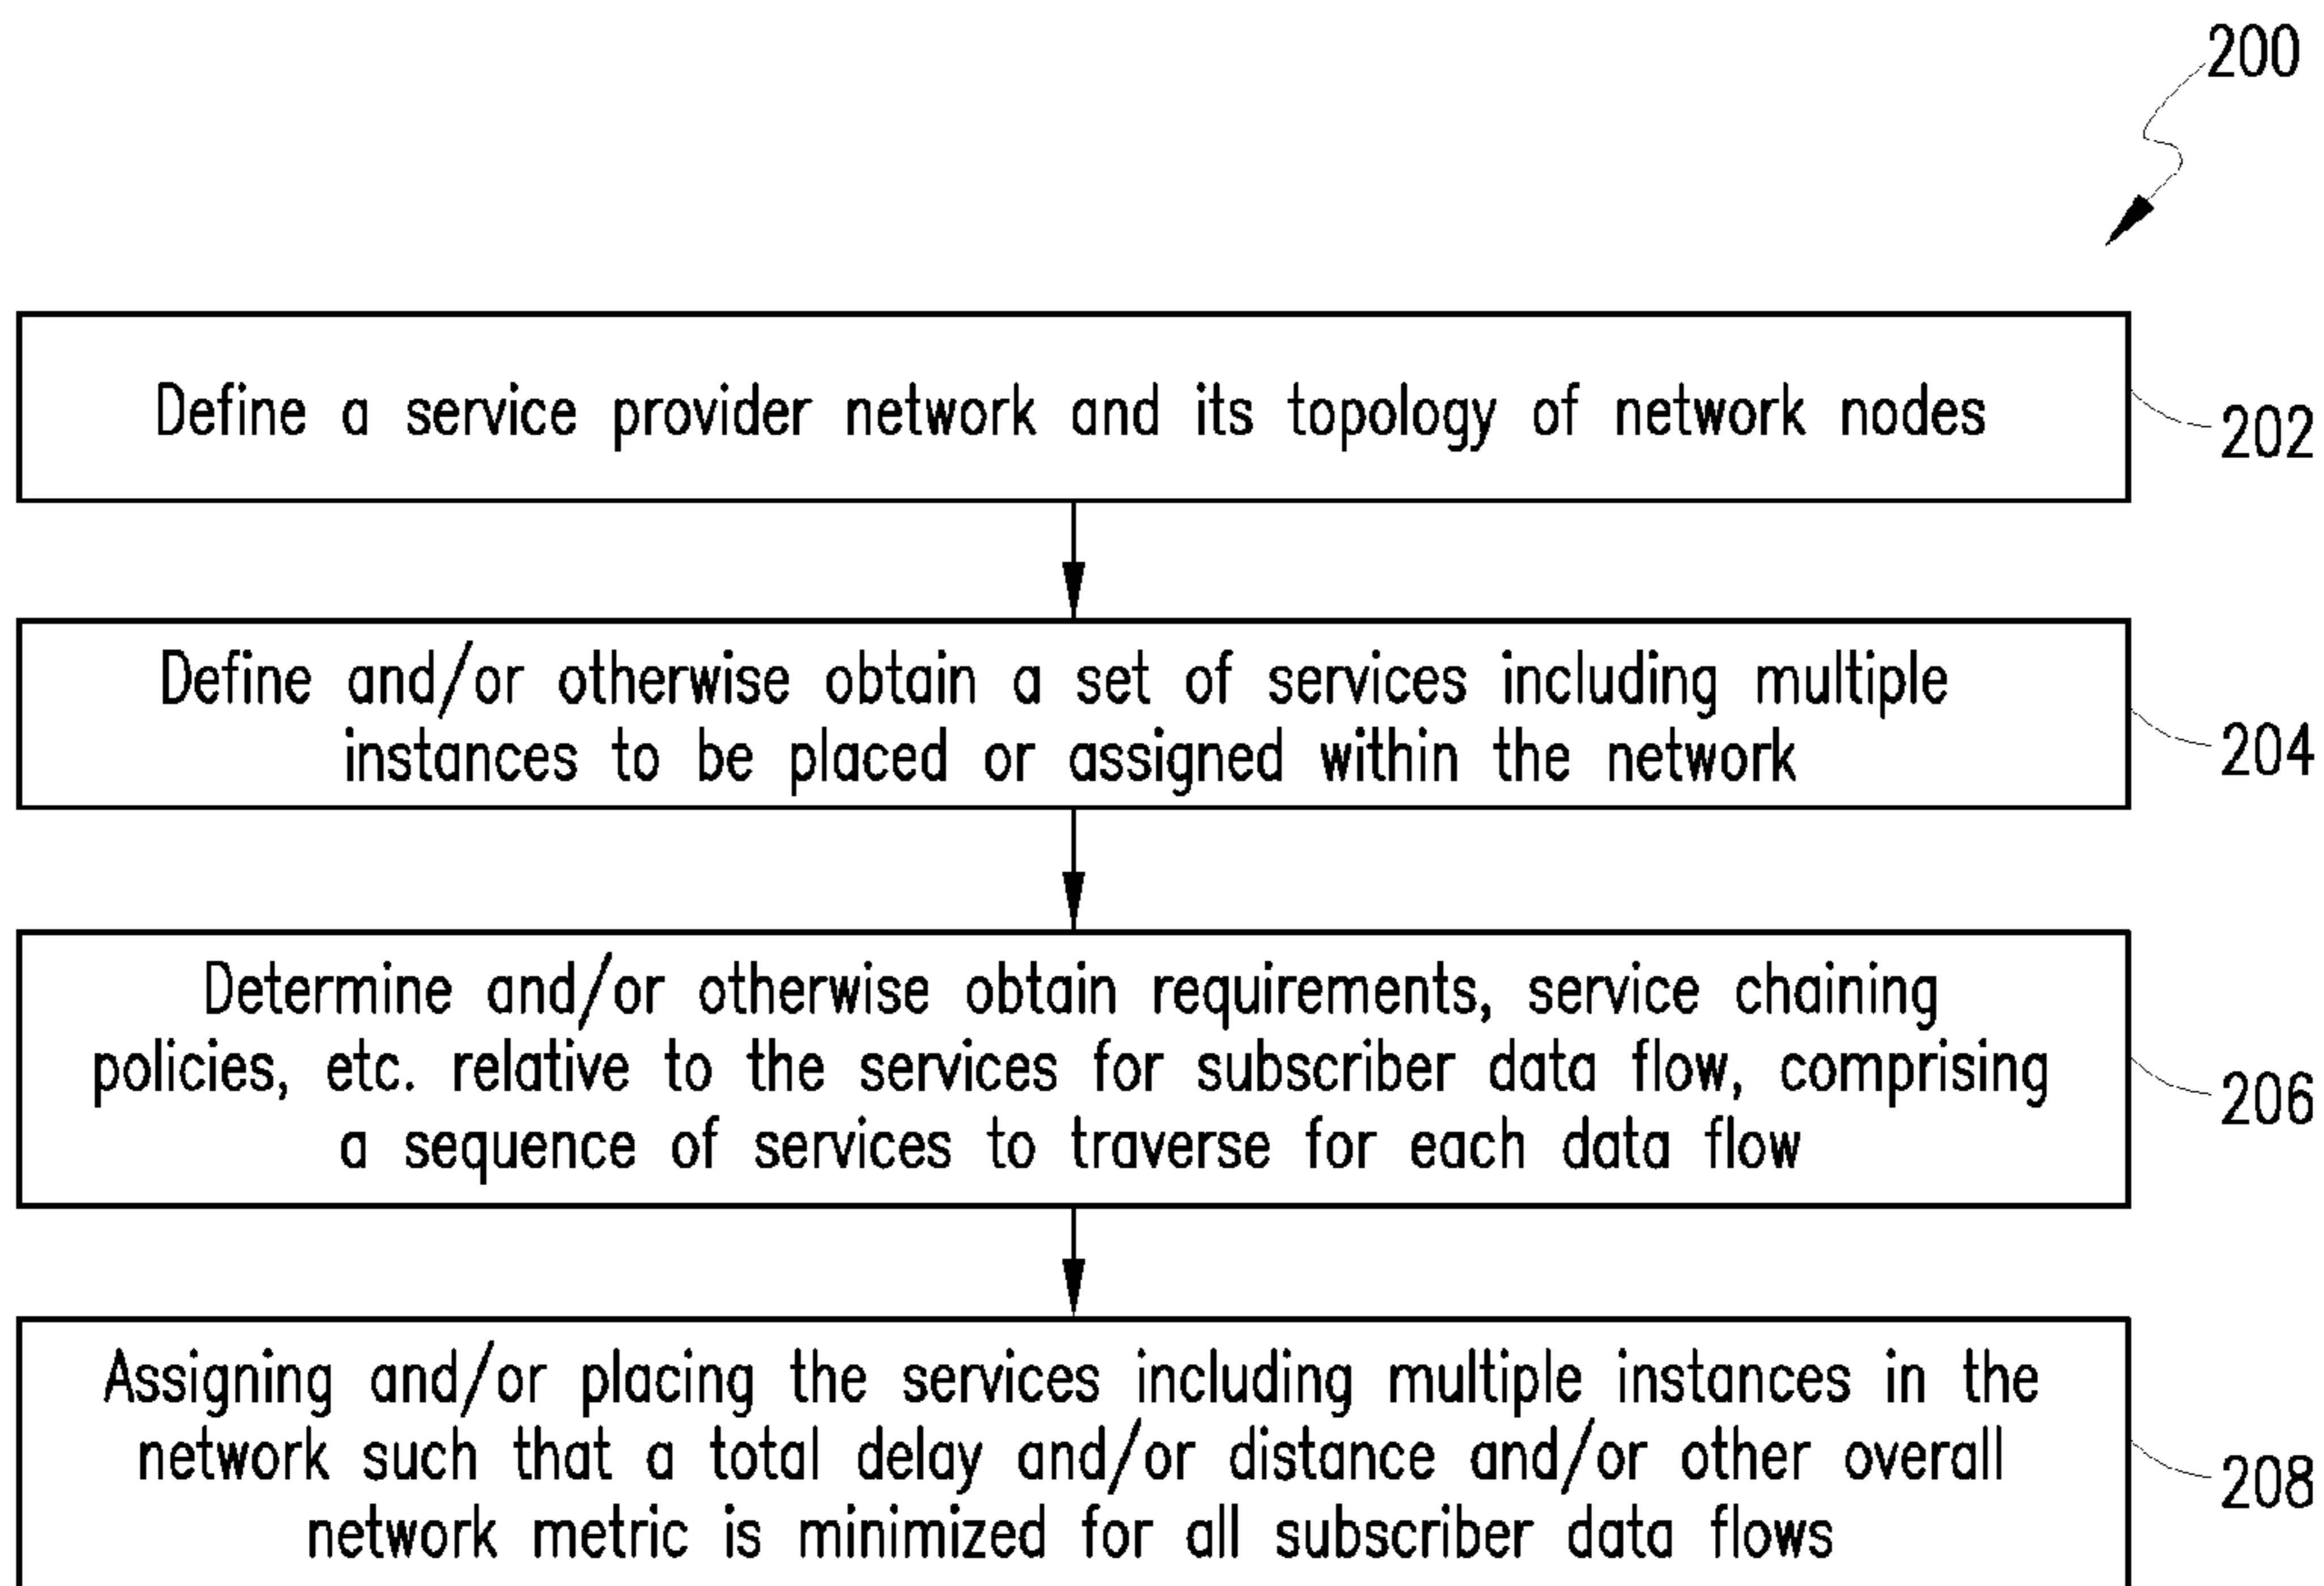 200
Define a service provider network and its topology of network nodes
202
Define and/or otherwise obtain a set of services including multiple
instances to be placed or assigned within the network
204
Determine and/or otherwise obtain requirements, service chaining
policies, etc. relative to the services for subscriber data flow, comprising
a sequence of services to traverse for each data flow
206
Assigning and/or placing the services including multiple instances in the
network such that a total delay and/or distance and/or other overall
network metric is minimized for all subscriber data flows
208